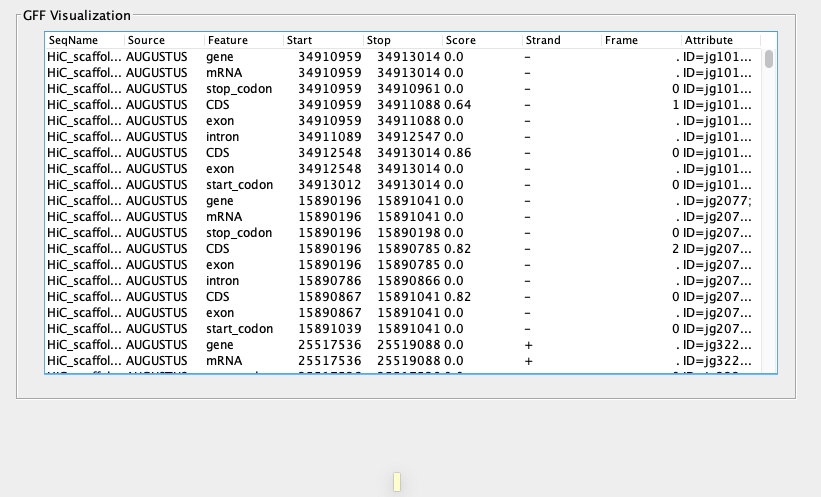 GFF Visualization
SeqName Source Feature Start Stop Score Strand Frame Attribute
HiC_scaffol... AUGUSTUS gene 34910959 34913014 0.0 - . ID=jg101...
HiC_scaffol... AUGUSTUS mRNA 34910959 34913014 0.0 - . ID=jg101...
HiC_scaffol... AUGUSTUS stop_codon 34910959 34910961 0.0 - 0 ID=jg101...
HiC_scaffol... AUGUSTUS CDS 34910959 34911088 0.64 - 1 ID=jg101...
HiC_scaffol... AUGUSTUS exon 34910959 34911088 0.0 - . ID=jg101...
HiC_scaffol... AUGUSTUS intron 34911089 34912547 0.0 - . ID=jg101...
HiC_scaffol... AUGUSTUS CDS 34912548 34913014 0.86 - 0 ID=jg101...
HiC_scaffol... AUGUSTUS exon 34912548 34913014 0.0 - . ID=jg101...
HiC_scaffol... AUGUSTUS start_codon 34913012 34913014 0.0 - 0 ID=jg101...
HiC_scaffol... AUGUSTUS gene 15890196 15891041 0.0 - . ID=jg2077;
HiC_scaffol... AUGUSTUS mRNA 15890196 15891041 0.0 - . ID=jg207...
HiC_scaffol... AUGUSTUS stop_codon 15890196 15890198 0.0 - 0 ID=jg207...
HiC_scaffol... AUGUSTUS CDS 15890196 15890785 0.82 - 2 ID=jg207...
HiC_scaffol... AUGUSTUS exon 15890196 15890785 0.0 - . ID=jg207...
HiC_scaffol... AUGUSTUS intron 15890786 15890866 0.0 - . ID=jg207...
HiC_scaffol... AUGUSTUS CDS 15890867 15891041 0.82 - 0 ID=jg207...
HiC_scaffol... AUGUSTUS exon 15890867 15891041 0.0 - . ID=jg207...
HiC_scaffol... AUGUSTUS start_codon 15891039 15891041 0.0 - 0 ID=jg207...
HiC_scaffol... AUGUSTUS gene 25517536 25519088 0.0 + . ID=jg322...
HiC_scaffol... AUGUSTUS mRNA 25517536 25519088 0.0 + . ID=jg322...